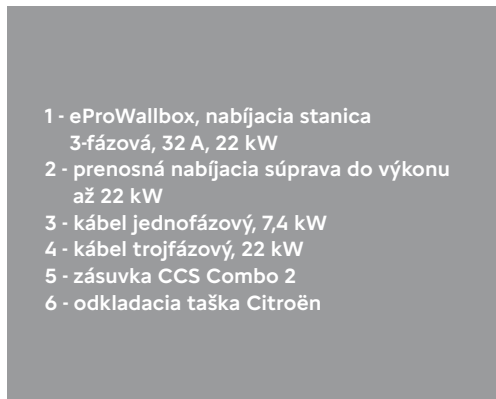 1 - eProWallbox, nabíjacia stanica
3-fázová, 32 A, 22 kW
2 - prenosná nabíjacia súprava do výkonu
až 22 kW
3 - kábel jednofázový, 7,4 kW
4 - kábel trojfázový, 22 kW
5 - zásuvka CCS Combo 2
6 - odkladacia taška Citroën